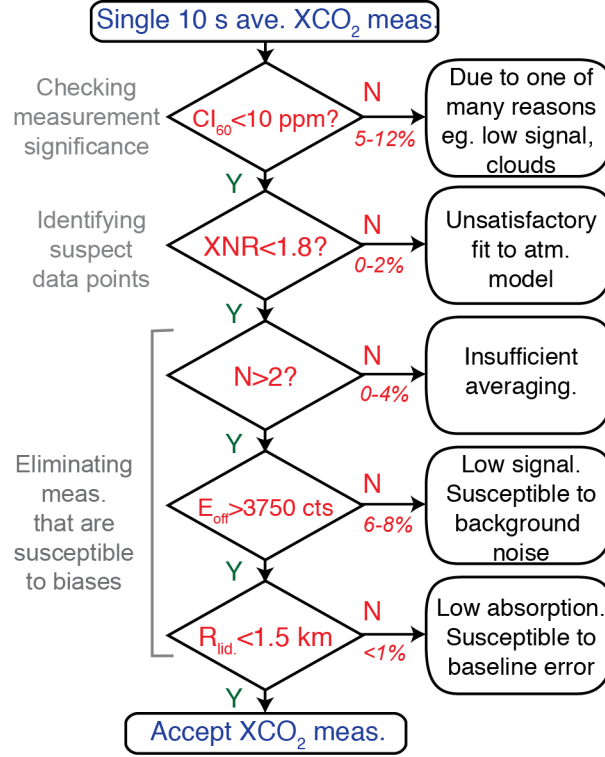 Single 10 s ave. XCO₂ meas.
Checking
measurement
significance
CI₆₀<10 ppm?
N
5-12%
Due to one of
many reasons
eg. low signal,
clouds
Y
Identifying
suspect
data points
XNR<1.8?
N
0-2%
Unsatisfactory
fit to atm.
model
Y
Eliminating
meas.
that are
susceptible
to biases
N>2?
N
0-4%
Insufficient
averaging.
Y
E_off>3750 cts
N
6-8%
Low signal.
Susceptible to
background
noise
Y
R_lid.<1.5 km
N
<1%
Low absorption.
Susceptible to
baseline error
Y
Accept XCO₂ meas.